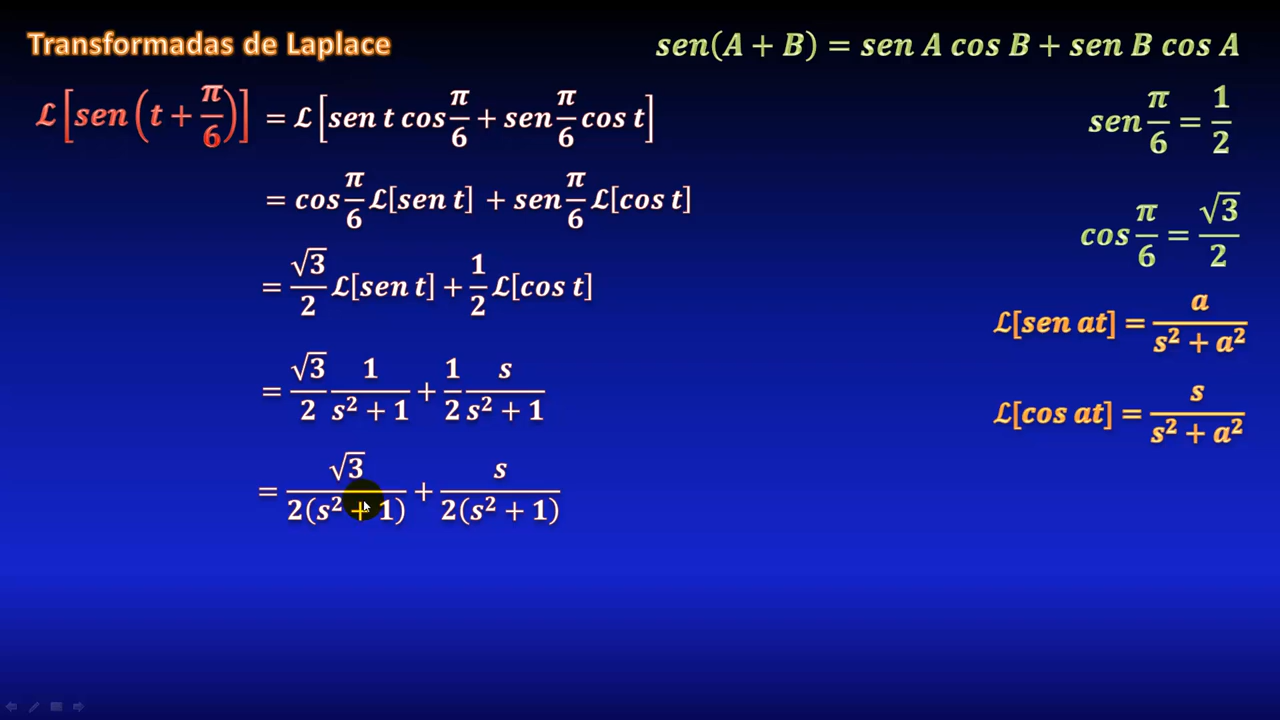 Transformadas de Laplace
sen(A + B) = sen A cos B + sen B cos A
ℒ[sen(t + π/6)] = ℒ[sen t cos π/6 + sen π/6 cos t]
= cos π/6 ℒ[sen t] + sen π/6 ℒ[cos t]
= √3/2 ℒ[sen t] + 1/2 ℒ[cos t]
= √3/2 1/(s² + 1) + 1/2 s/(s² + 1)
= √3/2(s² + 1) + s/2(s² + 1)
sen π/6 = 1/2
cos π/6 = √3/2
ℒ[sen at] = a/(s² + a²)
ℒ[cos at] = s/(s² + a²)